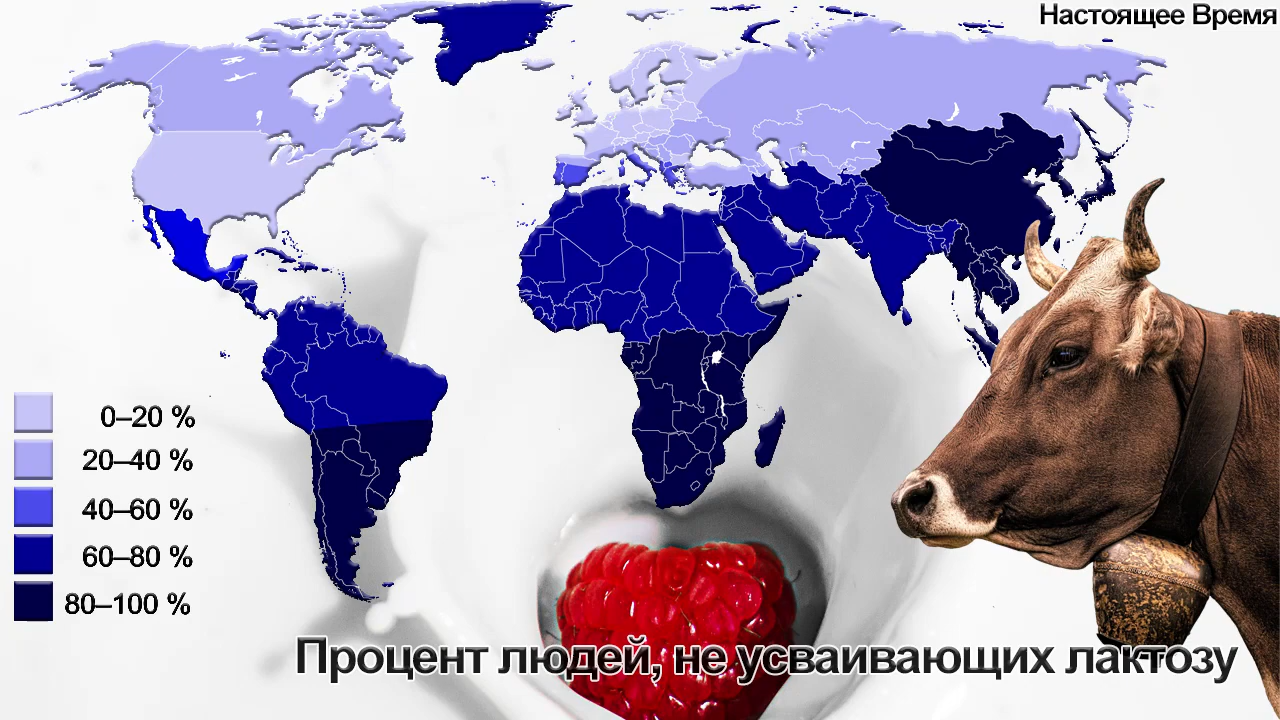 Настоящее Время
0–20 %
20–40 %
40–60 %
60–80 %
80–100 %
Процент людей, не усваивающих лактозу